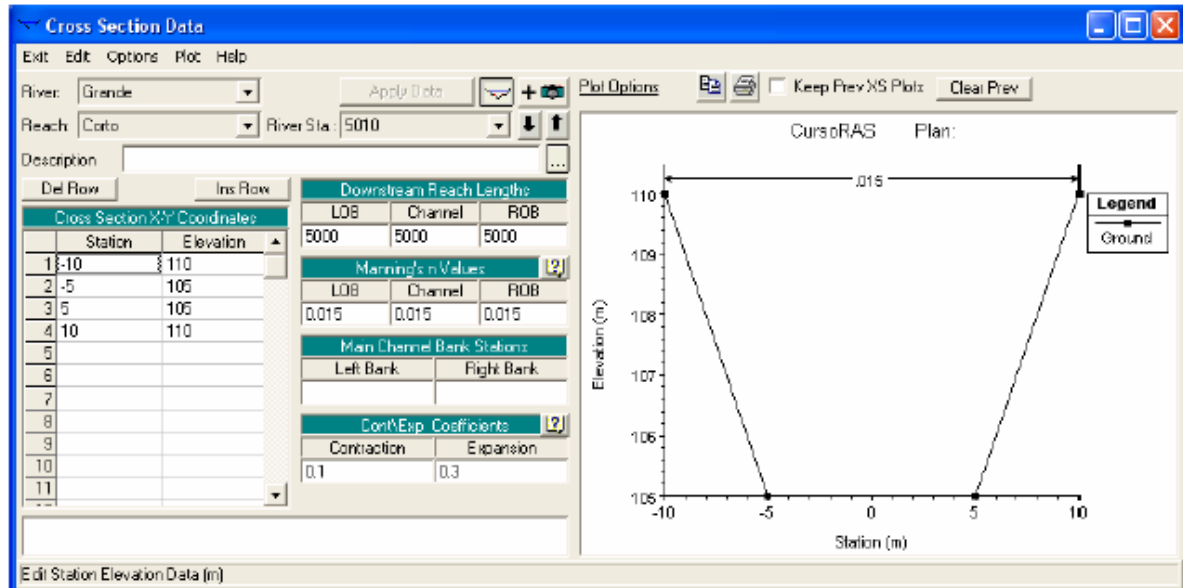 Cross Section Data
Exit Edit Options Plot Help
River: Grande Apply Data
Reach: Corto River Sta.: 5010
Description ...
Del Row Ins Row
Cross Section X-Y Coordinates
Station Elevation
1 -10 110
2 -5 105
3 5 105
4 10 110
5
6
7
8
9
10
11
Downstream Reach Lengths
LOB Channel ROB
5000 5000 5000
Manning's n Values ?
LOB Channel ROB
0.015 0.015 0.015
Main Channel Bank Stations
Left Bank Right Bank
Cont\Exp Coefficients ?
Contraction Expansion
0.1 0.3
Plot Options Keep Prev XS Plots Clear Prev
CursoRAS Plan:
.015
Legend
Ground
Elevation (m)
110
109
108
107
106
105
-10 -5 0 5 10
Station (m)
Edit Station Elevation Data (m)